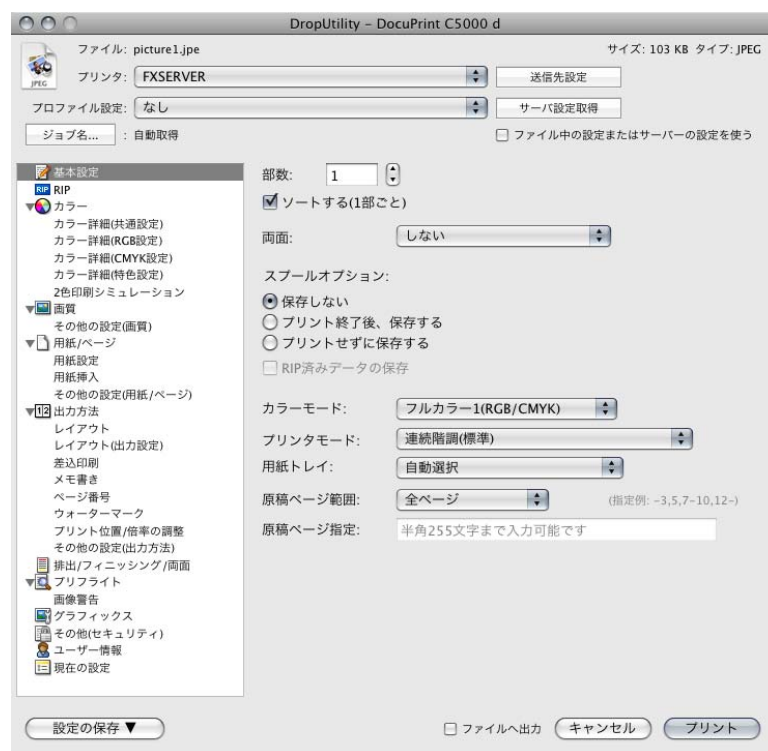 DropUtility – DocuPrint C5000 d
ファイル: picture1.jpe サイズ: 103 KB タイプ: JPEG
JPEG
プリンタ: FXSERVER 送信先設定
プロファイル設定: なし サーバ設定取得
ジョブ名... : 自動取得 ファイル中の設定またはサーバーの設定を使う
基本設定
RIP RIP
カラー
カラー詳細(共通設定)
カラー詳細(RGB設定)
カラー詳細(CMYK設定)
カラー詳細(特色設定)
2色印刷シミュレーション
画質
その他の設定(画質)
用紙/ページ
用紙設定
用紙挿入
その他の設定(用紙/ページ)
12 出力方法
レイアウト
レイアウト(出力設定)
差込印刷
メモ書き
ページ番号
ウォーターマーク
プリント位置/倍率の調整
その他の設定(出力方法)
排出/フィニッシング/両面
プリフライト
画像警告
グラフィックス
その他(セキュリティ)
ユーザー情報
現在の設定
部数: 1
ソートする(1部ごと)
両面: しない
スプールオプション:
保存しない
プリント終了後、保存する
プリントせずに保存する
RIP済みデータの保存
カラーモード: フルカラー1(RGB/CMYK)
プリンタモード: 連続階調(標準)
用紙トレイ: 自動選択
原稿ページ範囲: 全ページ (指定例: -3,5,7-10,12-)
原稿ページ指定: 半角255文字まで入力可能です
設定の保存 ▼ ファイルへ出力 キャンセル プリント